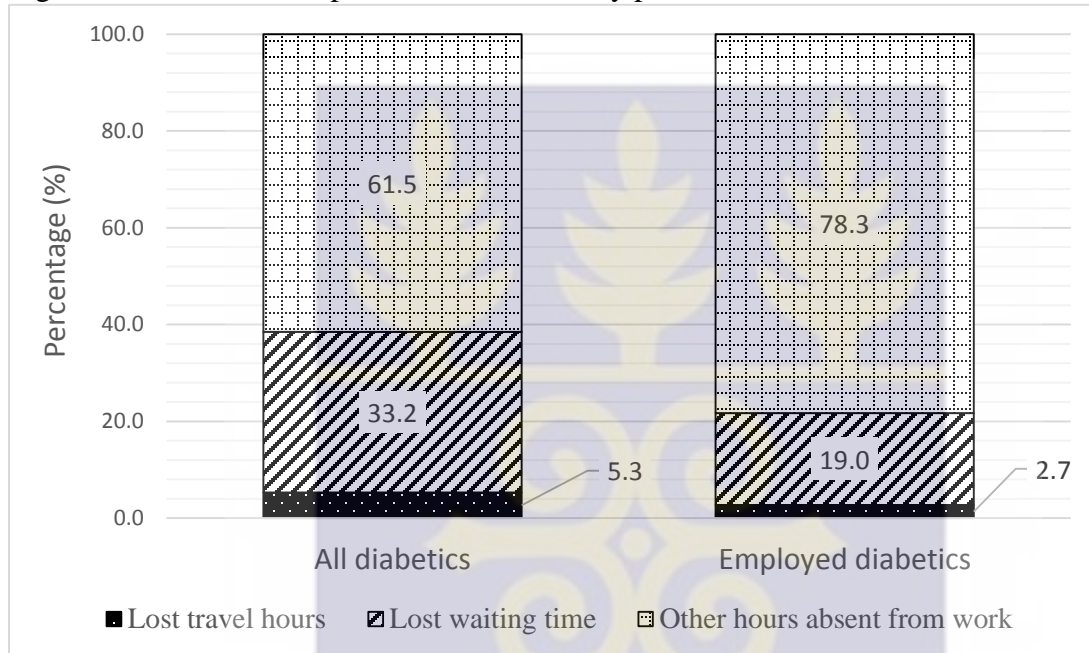 100.0
80.0
60.0
40.0
20.0
0.0
Percentage (%)
61.5
33.2
5.3
78.3
19.0
2.7
All diabetics
Employed diabetics
Lost travel hours
Lost waiting time
Other hours absent from work